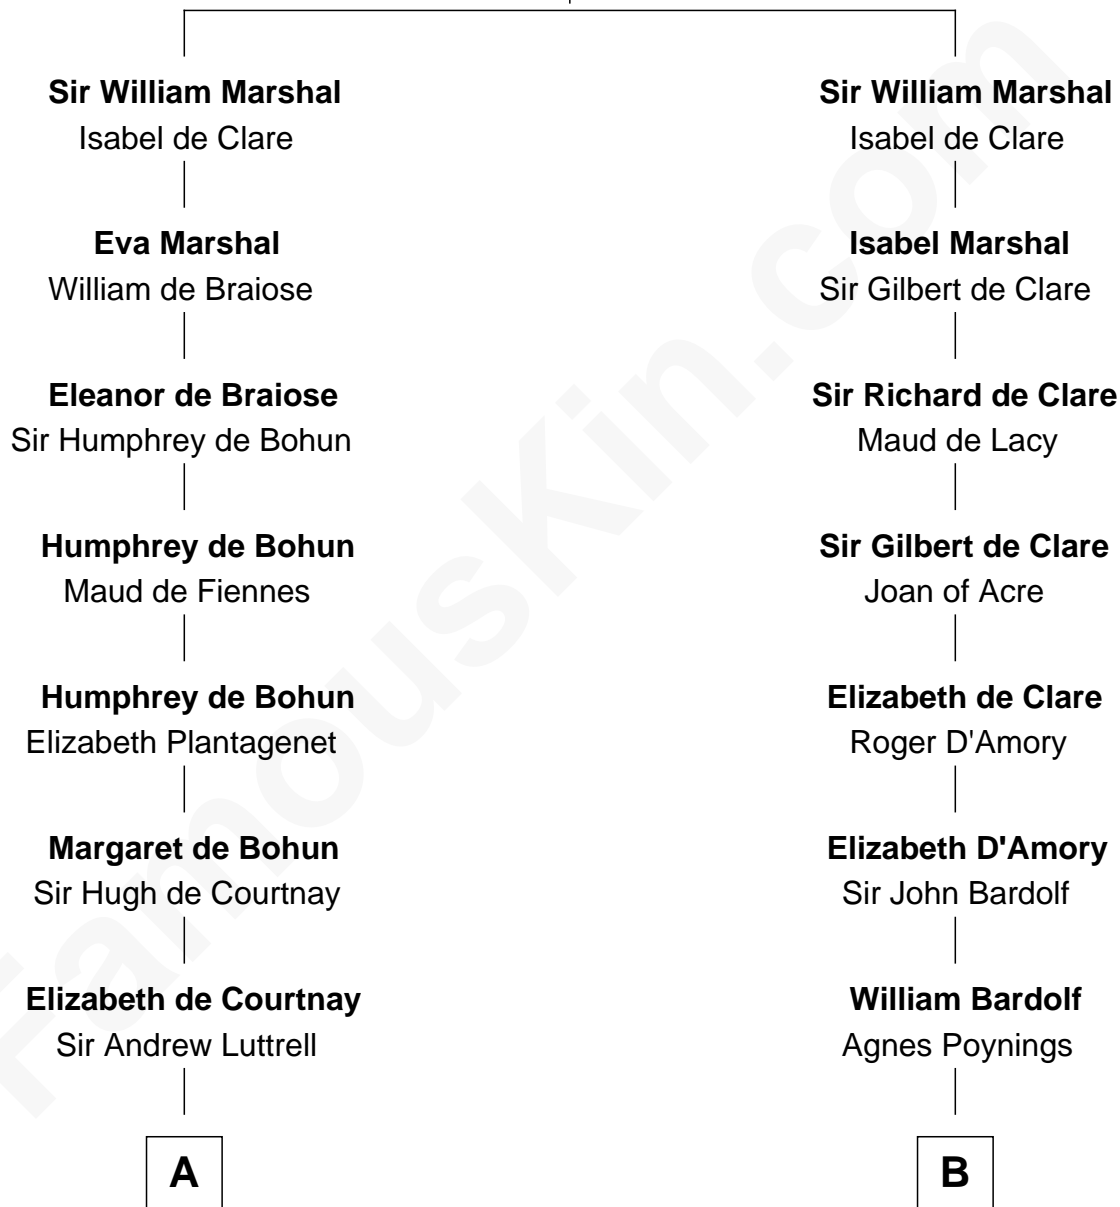 Sir William Marshal
Isabel de Clare
Eva Marshal
William de Braiose
Eleanor de Braiose
Sir Humphrey de Bohun
Humphrey de Bohun
Maud de Fiennes
Humphrey de Bohun
Elizabeth Plantagenet
Margaret de Bohun
Sir Hugh de Courtnay
Elizabeth de Courtnay
Sir Andrew Luttrell
A
Sir William Marshal
Isabel de Clare
Isabel Marshal
Sir Gilbert de Clare
Sir Richard de Clare
Maud de Lacy
Sir Gilbert de Clare
Joan of Acre
Elizabeth de Clare
Roger D'Amory
Elizabeth D'Amory
Sir John Bardolf
William Bardolf
Agnes Poynings
B
FamousKin.com